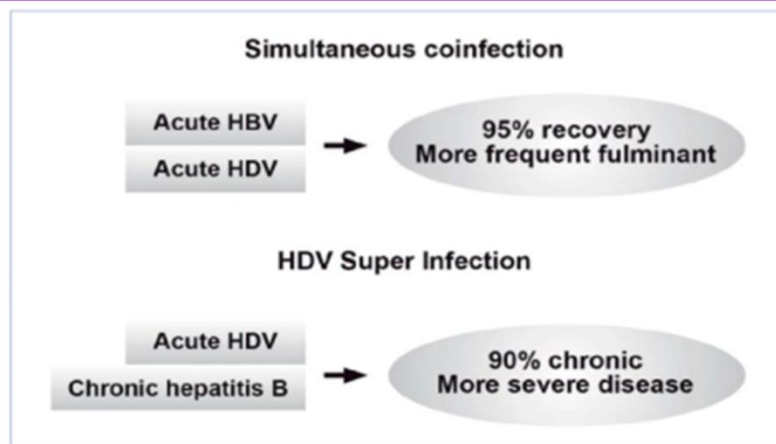 Simultaneous coinfection
Acute HBV
Acute HDV
95% recovery
More frequent fulminant
HDV Super Infection
Acute HDV
Chronic hepatitis B
90% chronic
More severe disease